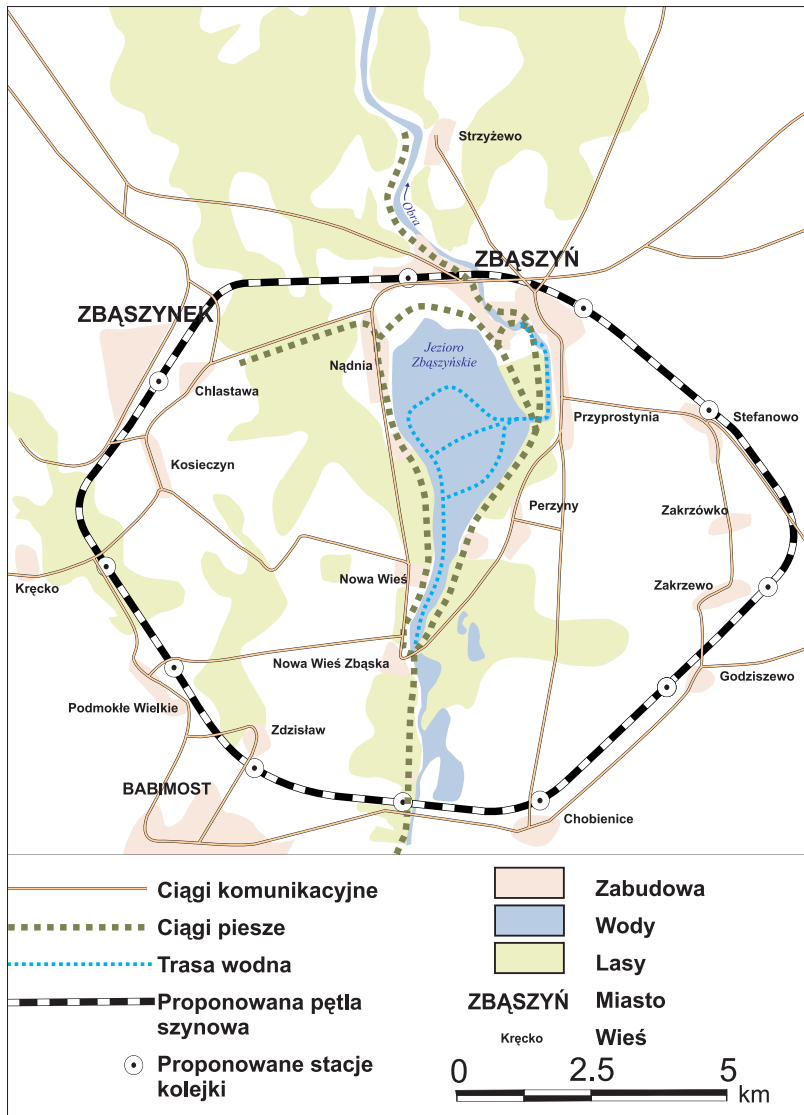 Strzyżewo
Obra
ZBĄSZYŃ
ZBĄSZYNEK
Jezioro
Zbąszyńskie
Nądnia
Chlastawa
Przyprostynia
Stefanowo
Kosieczyn
Perzyny
Zakrzówko
Nowa Wieś
Kręcko
Zakrzewo
Nowa Wieś Zbąska
Godziszewo
Podmokłe Wielkie
Zdzisław
BABIMOST
Chobienice
Ciągi komunikacyjne
Ciągi piesze
Trasa wodna
Proponowana pętla
szynowa
Proponowane stacje
kolejki
Zabudowa
Wody
Lasy
ZBĄSZYŃ Miasto
Kręcko Wieś
0 2.5 5
km